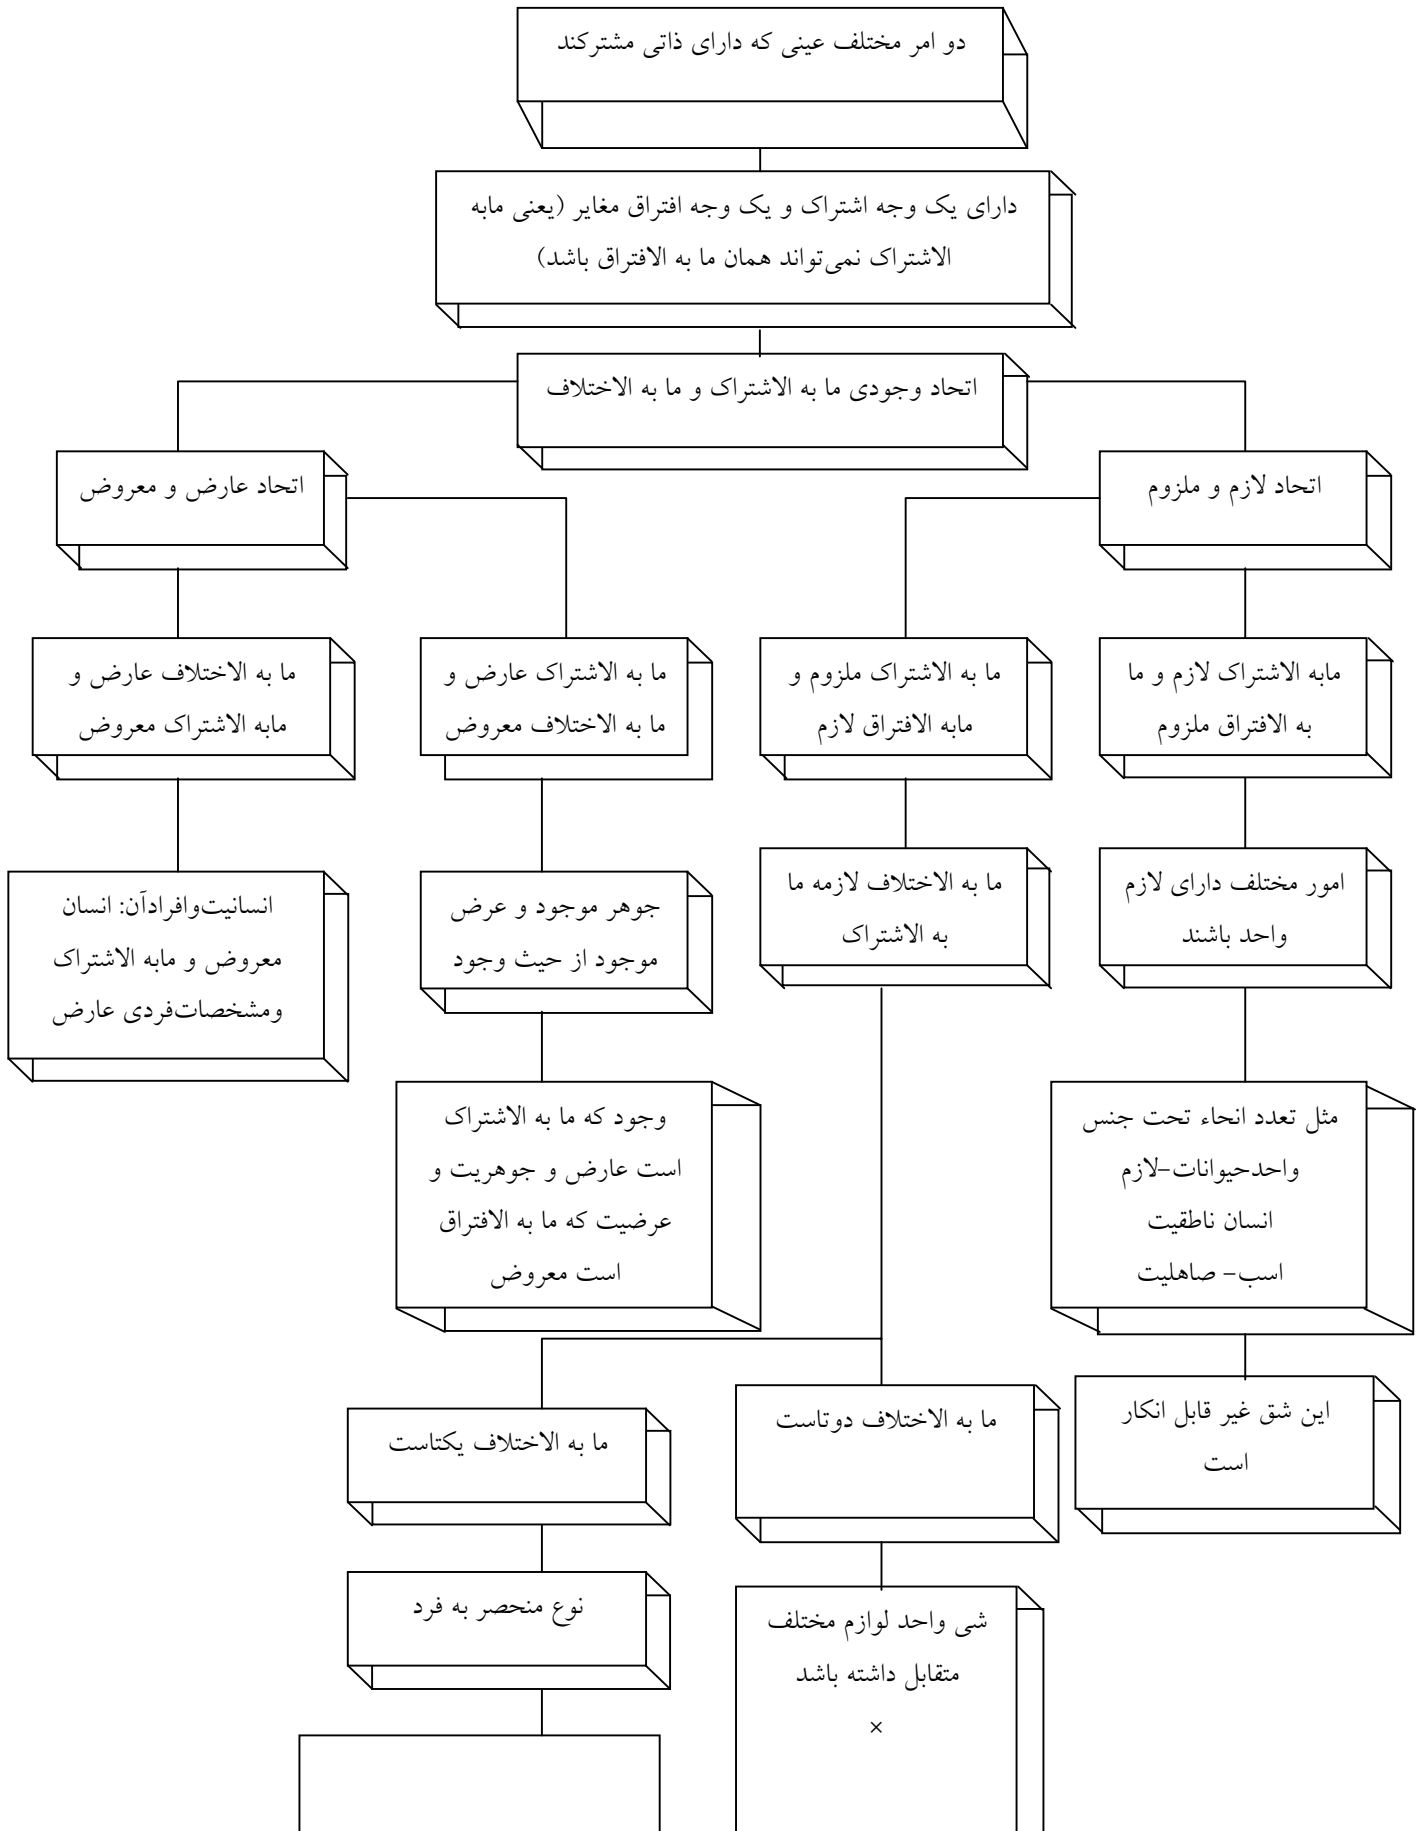 دو امر مختلف عینی که دارای ذاتی مشترکند
دارای یک وجه اشتراک و یک وجه افتراق مغایر (یعنی مابه
الاشتراک نمی‌تواند همان ما به الافتراق باشد)
اتحاد وجودی ما به الاشتراک و ما به الاختلاف
اتحاد لازم و ملزوم
اتحاد عارض و معروض
مابه الاشتراک لازم و ما
به الافتراق ملزوم
ما به الاشتراک ملزوم و
مابه الافتراق لازم
ما به الاشتراک عارض و
ما به الاختلاف معروض
ما به الاختلاف عارض و
مابه الاشتراک معروض
امور مختلف دارای لازم
واحد باشند
ما به الاختلاف لازمه ما
به الاشتراک
جوهر موجود و عرض
موجود از حیث وجود
انسانیت‌وافرادآن: انسان
معروض و مابه الاشتراک
ومشخصات‌فردی عارض
مثل تعدد انحاء تحت جنس
واحدحیوانات-لازم
انسان ناطقیت
اسب- صاهلیت
وجود که ما به الاشتراک
است عارض و جوهریت و
عرضیت که ما به الافتراق
است معروض
این شق غیر قابل انکار
است
ما به الاختلاف دوتاست
ما به الاختلاف یکتاست
شی واحد لوازم مختلف
متقابل داشته باشد
×
نوع منحصر به فرد